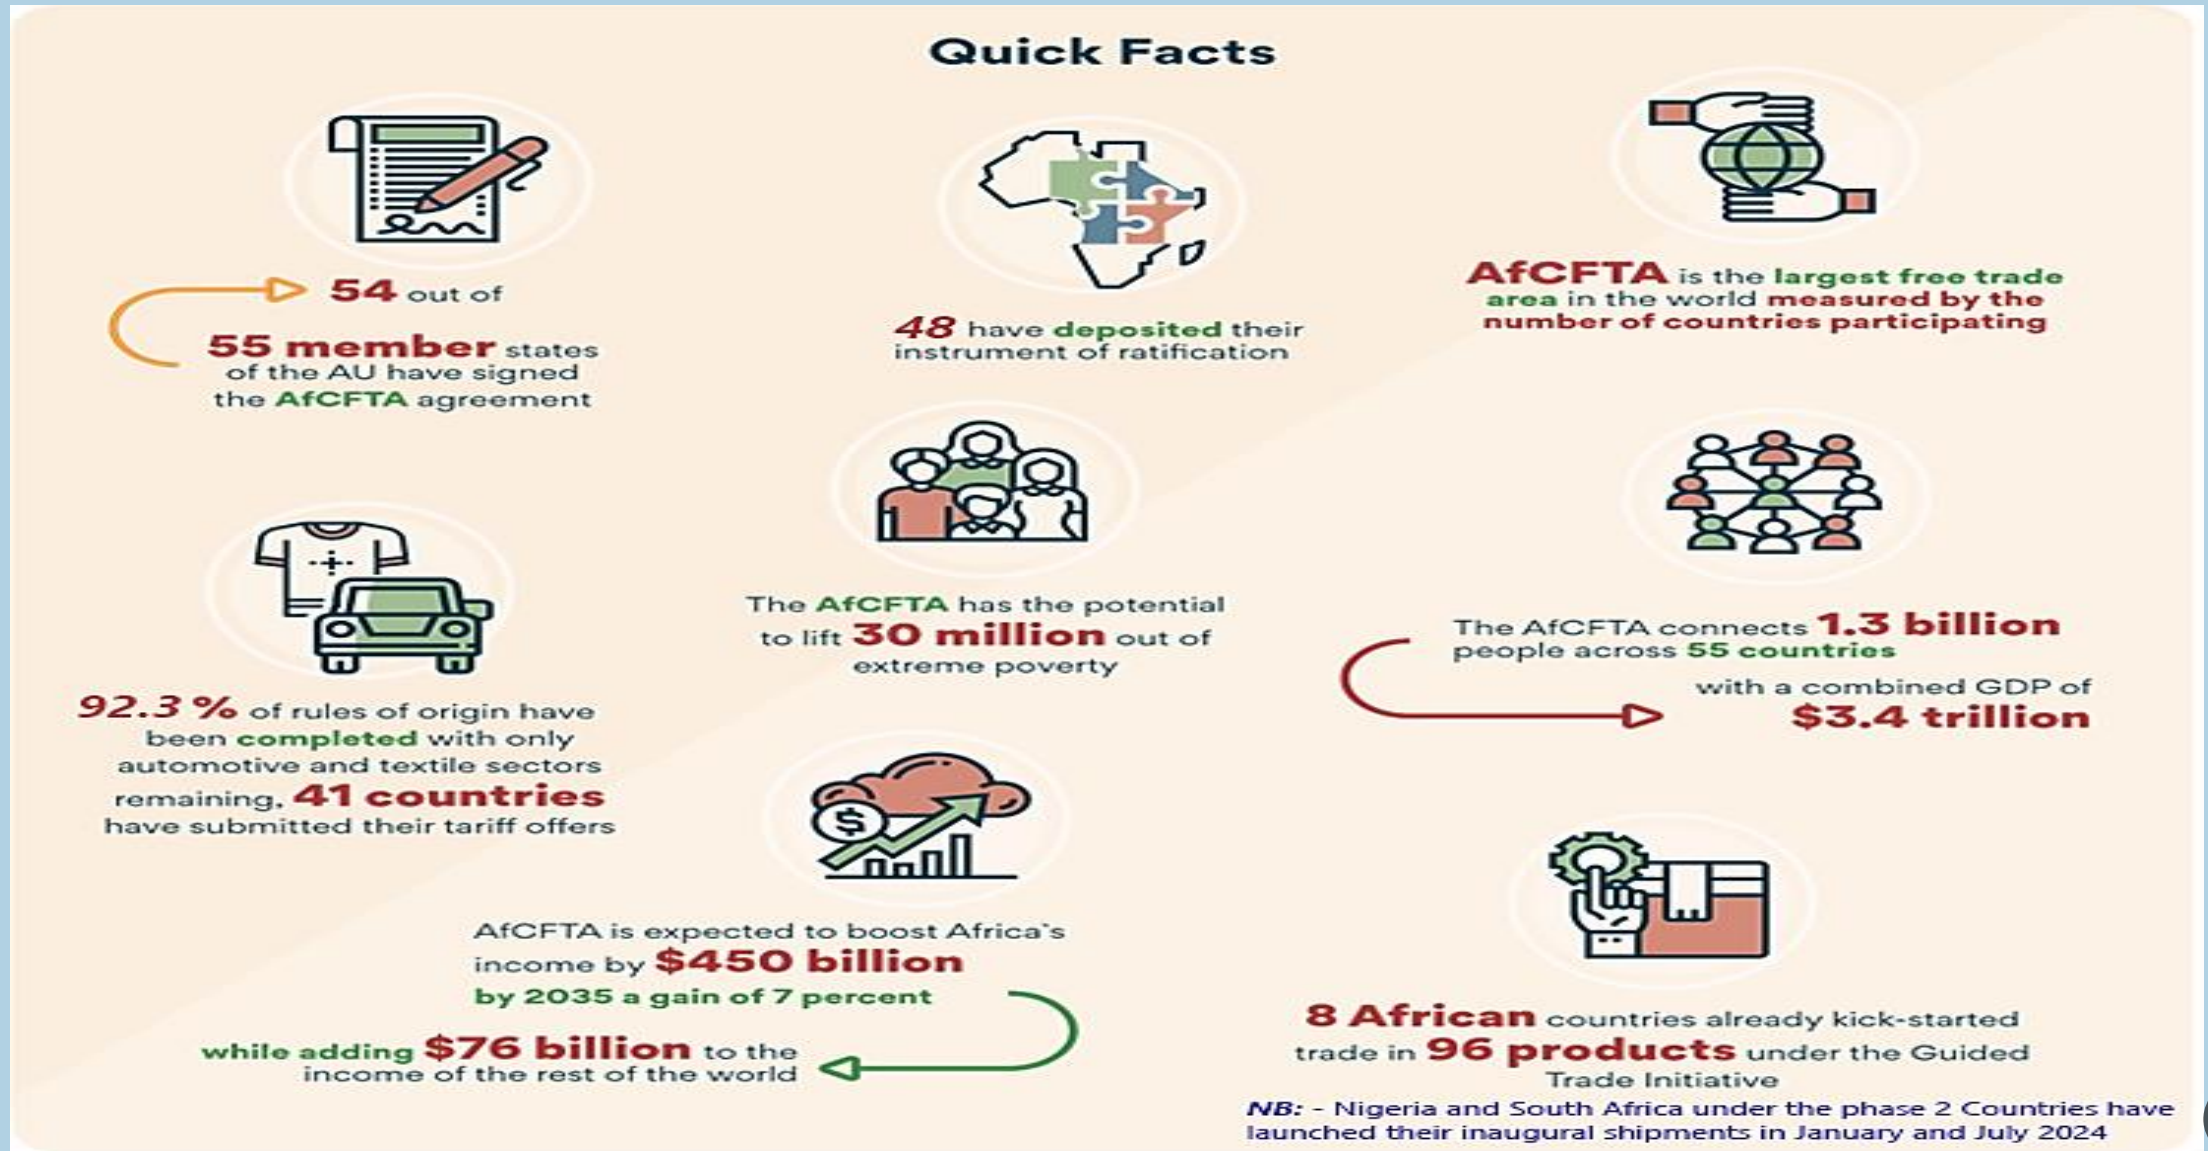 Quick Facts
54 out of
55 member states
of the AU have signed
the AfCFTA agreement
48 have deposited their
instrument of ratification
AfCFTA is the largest free trade
area in the world measured by the
number of countries participating
92.3 % of rules of origin have
been completed with only
automotive and textile sectors
remaining, 41 countries
have submitted their tariff offers
The AfCFTA has the potential
to lift 30 million out of
extreme poverty
The AfCFTA connects 1.3 billion
people across 55 countries
with a combined GDP of
$3.4 trillion
AfCFTA is expected to boost Africa's
income by $450 billion
by 2035 a gain of 7 percent
while adding $76 billion to the
income of the rest of the world
8 African countries already kick-started
trade in 96 products under the Guided
Trade Initiative
NB: - Nigeria and South Africa under the phase 2 Countries have
launched their inaugural shipments in January and July 2024